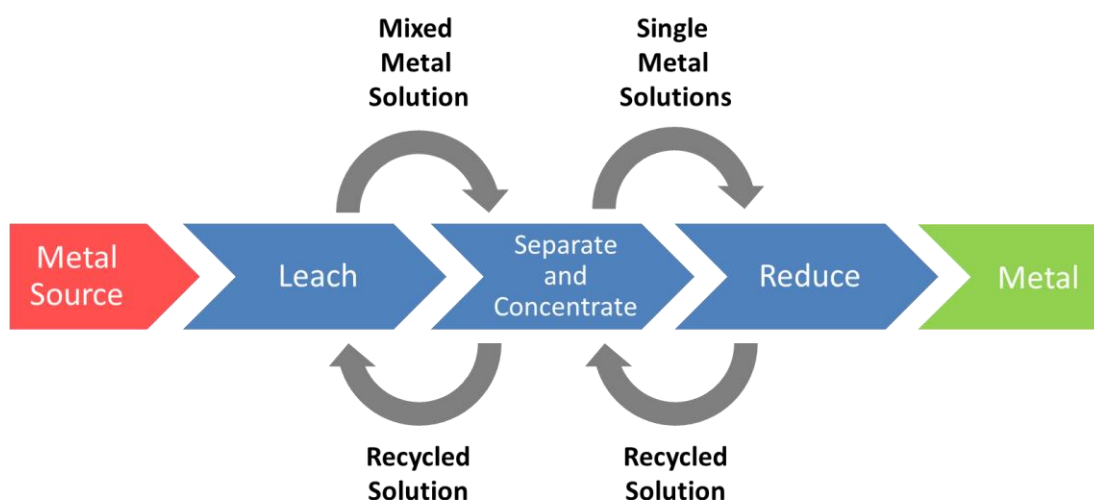 Mixed
Metal
Solution
Single
Metal
Solutions
Metal
Source
Leach
Separate
and
Concentrate
Reduce
Metal
Recycled
Solution
Recycled
Solution